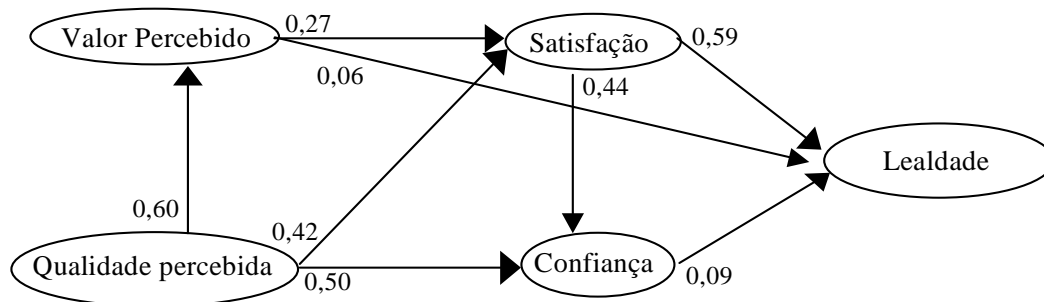 Valor Percebido
0,27
Satisfação
0,59
0,06
0,44
Lealdade
0,60
0,42
Qualidade percebida
0,50
Confiança
0,09